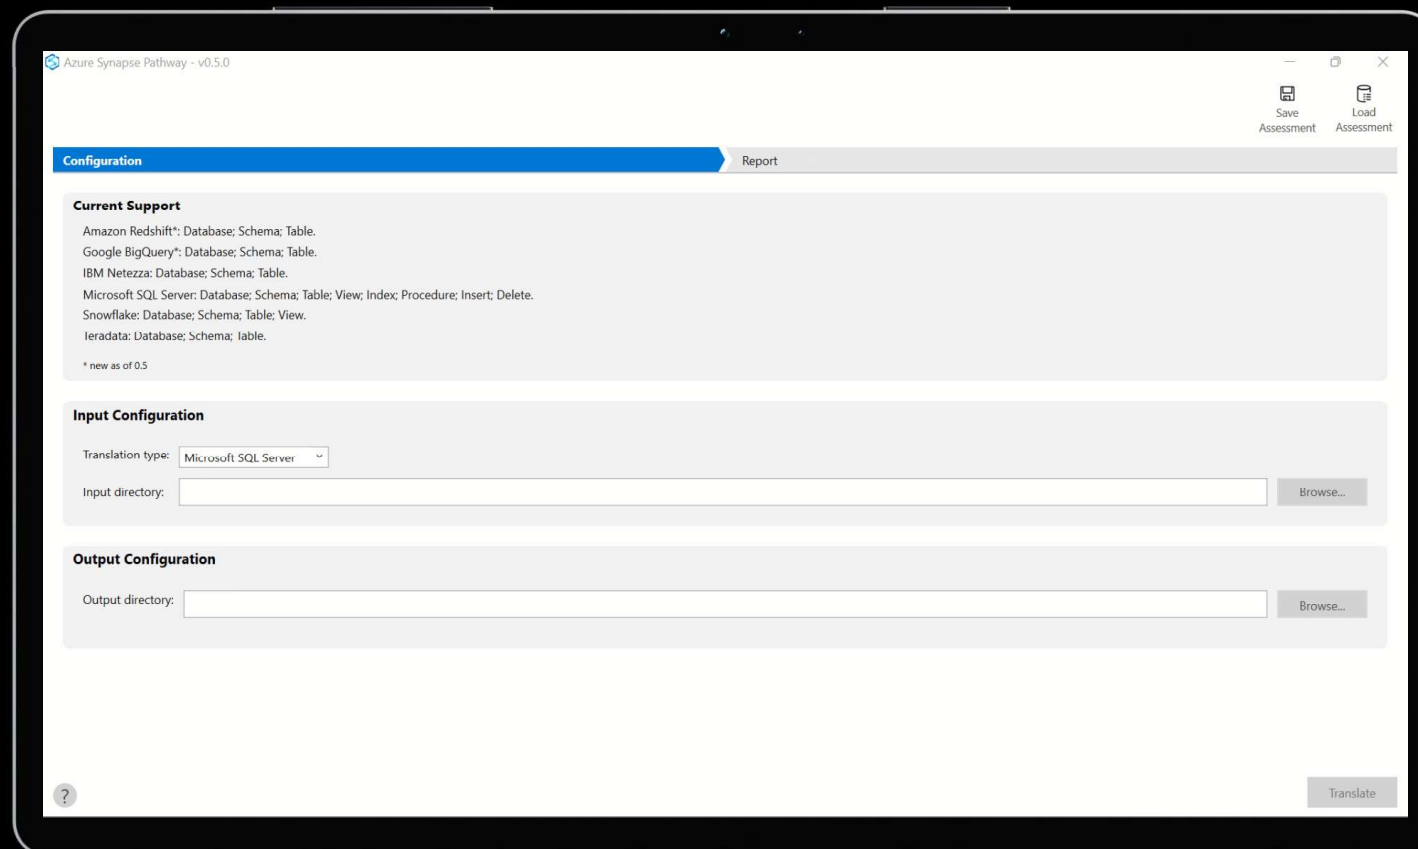 Azure Synapse Pathway - v0.5.0
Save Assessment
Load Assessment
Configuration
Report
Current Support
Amazon Redshift*: Database; Schema; Table.
Google BigQuery*: Database; Schema; Table.
IBM Netezza: Database; Schema; Table.
Microsoft SQL Server: Database; Schema; Table; View; Index; Procedure; Insert; Delete.
Snowflake: Database; Schema; Table; View.
Teradata: Database; Schema; Table.
* new as of 0.5
Input Configuration
Translation type: Microsoft SQL Server
Input directory: Browse...
Output Configuration
Output directory: Browse...
?
Translate